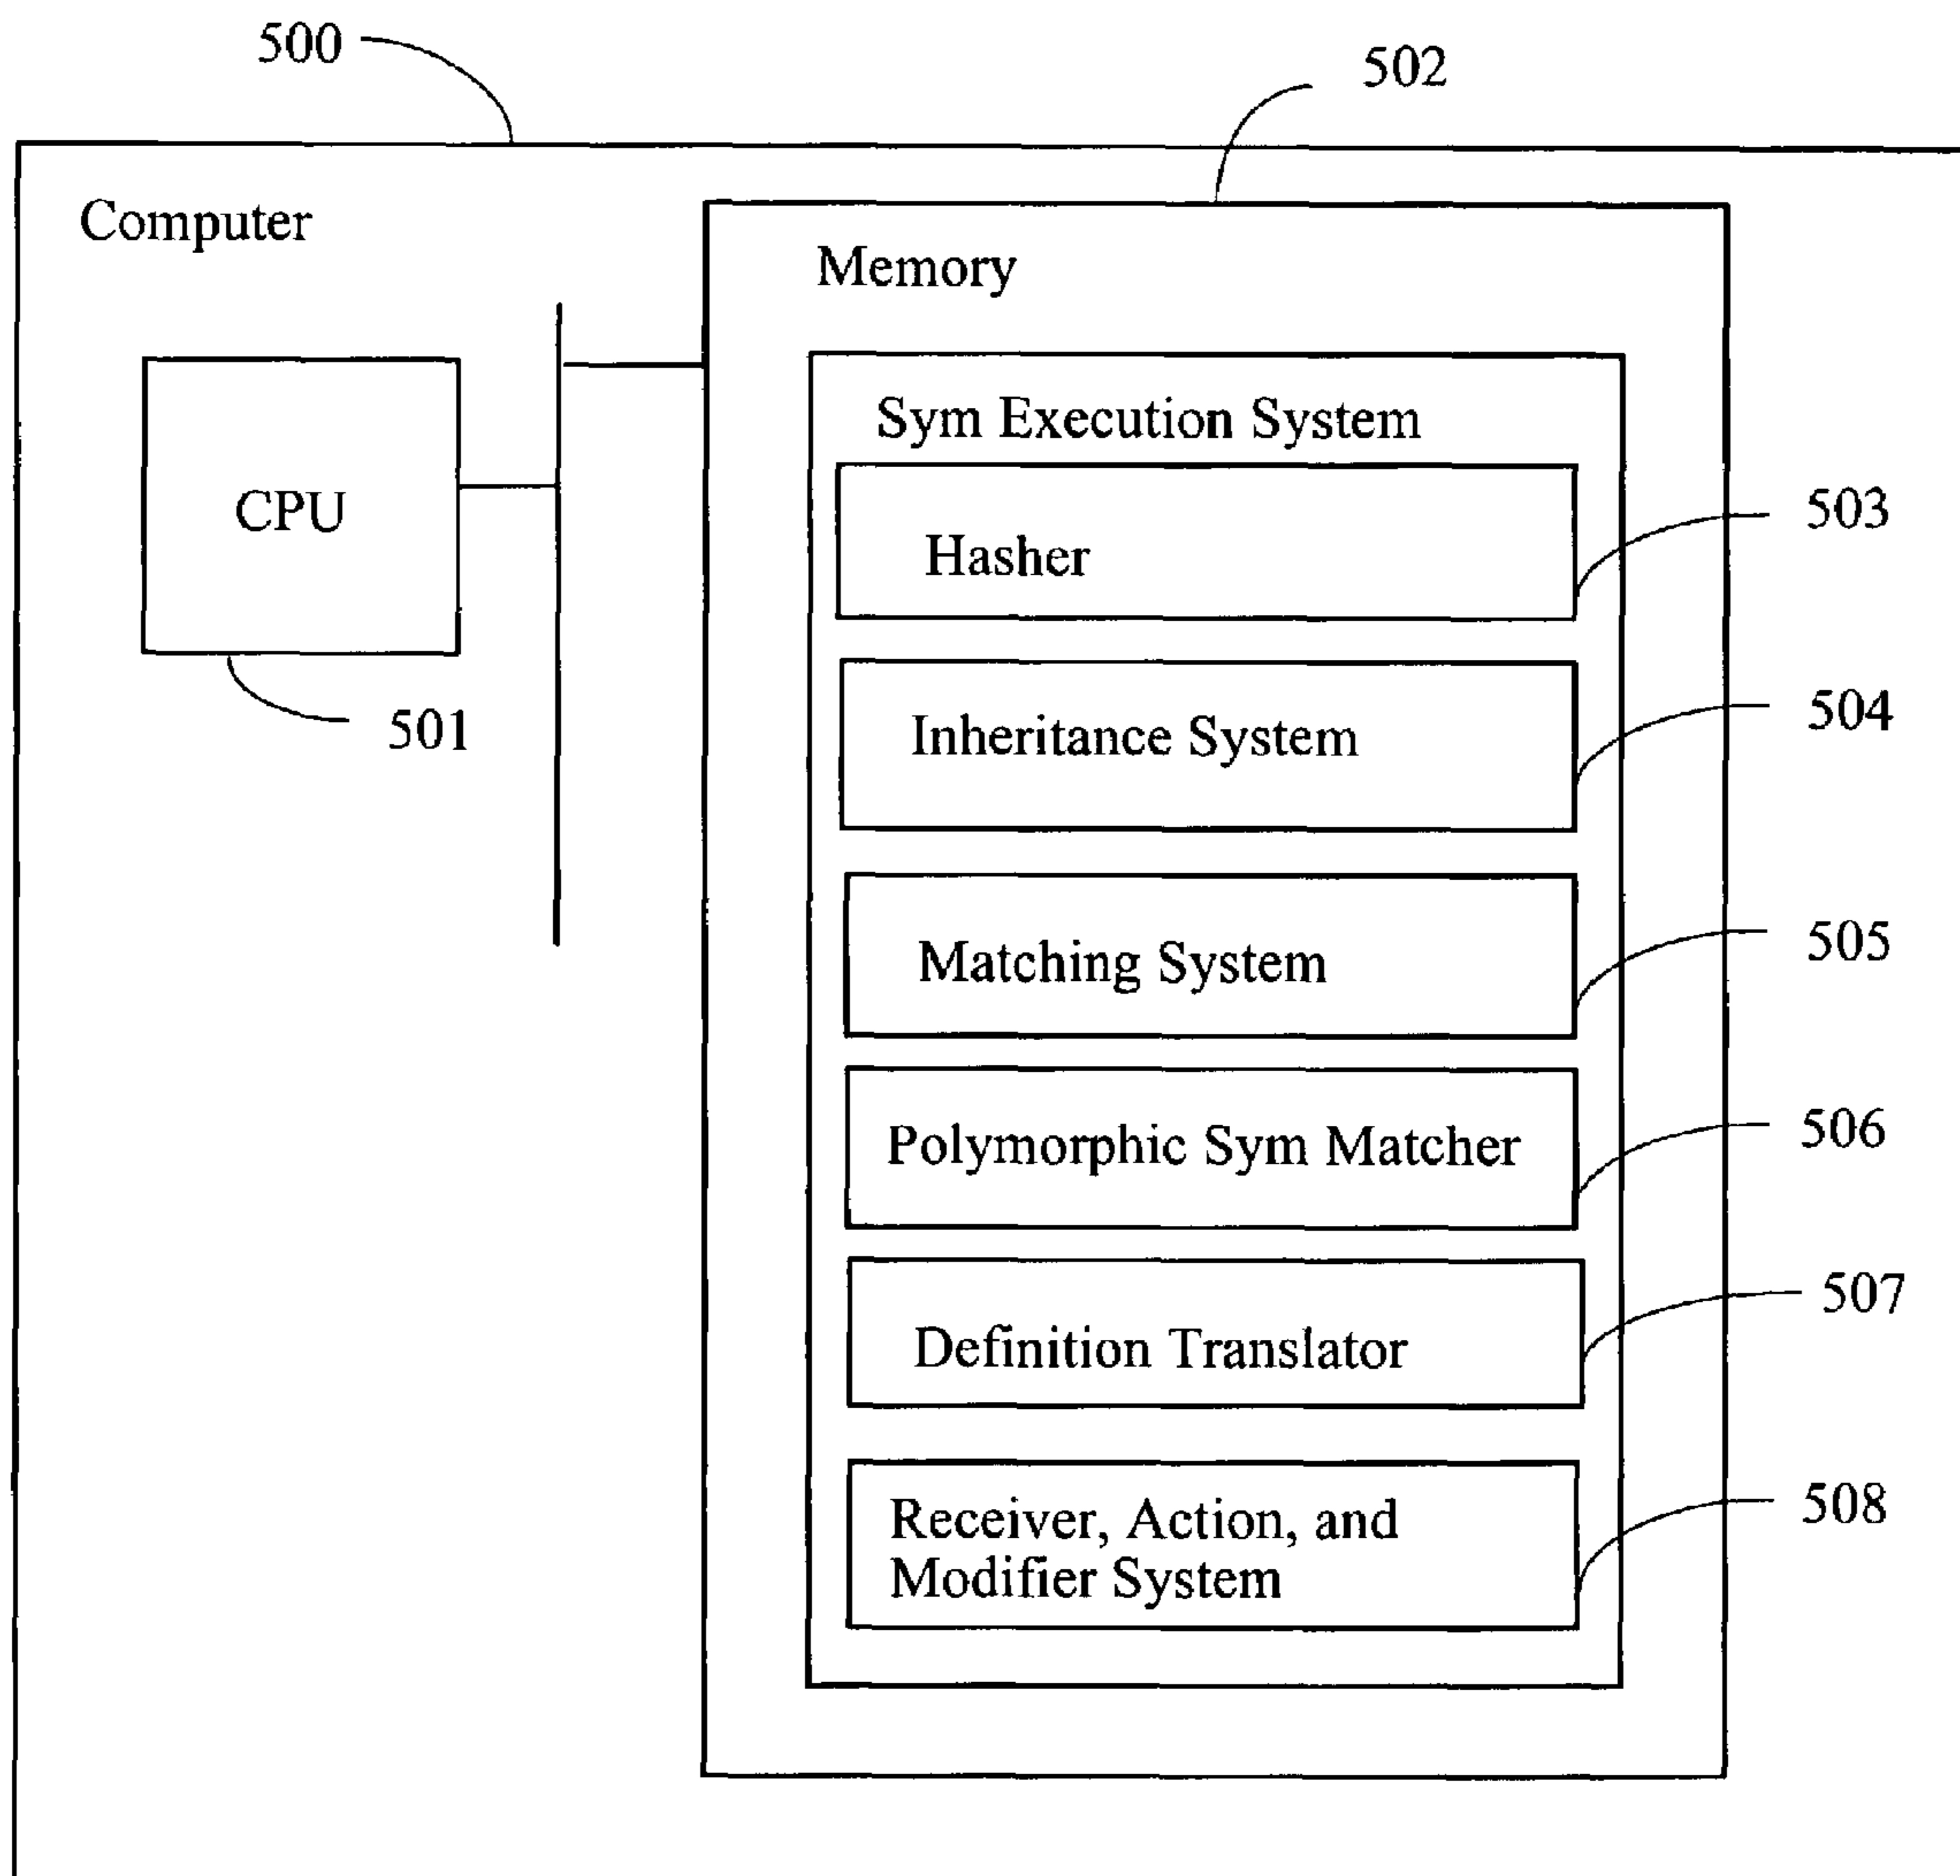 500
502
Computer
Memory
Sym Execution System
CPU
Hasher
503
501
Inheritance System
504
Matching System
505
Polymorphic Sym Matcher
506
Definition Translator
507
Receiver, Action, and
Modifier System
508